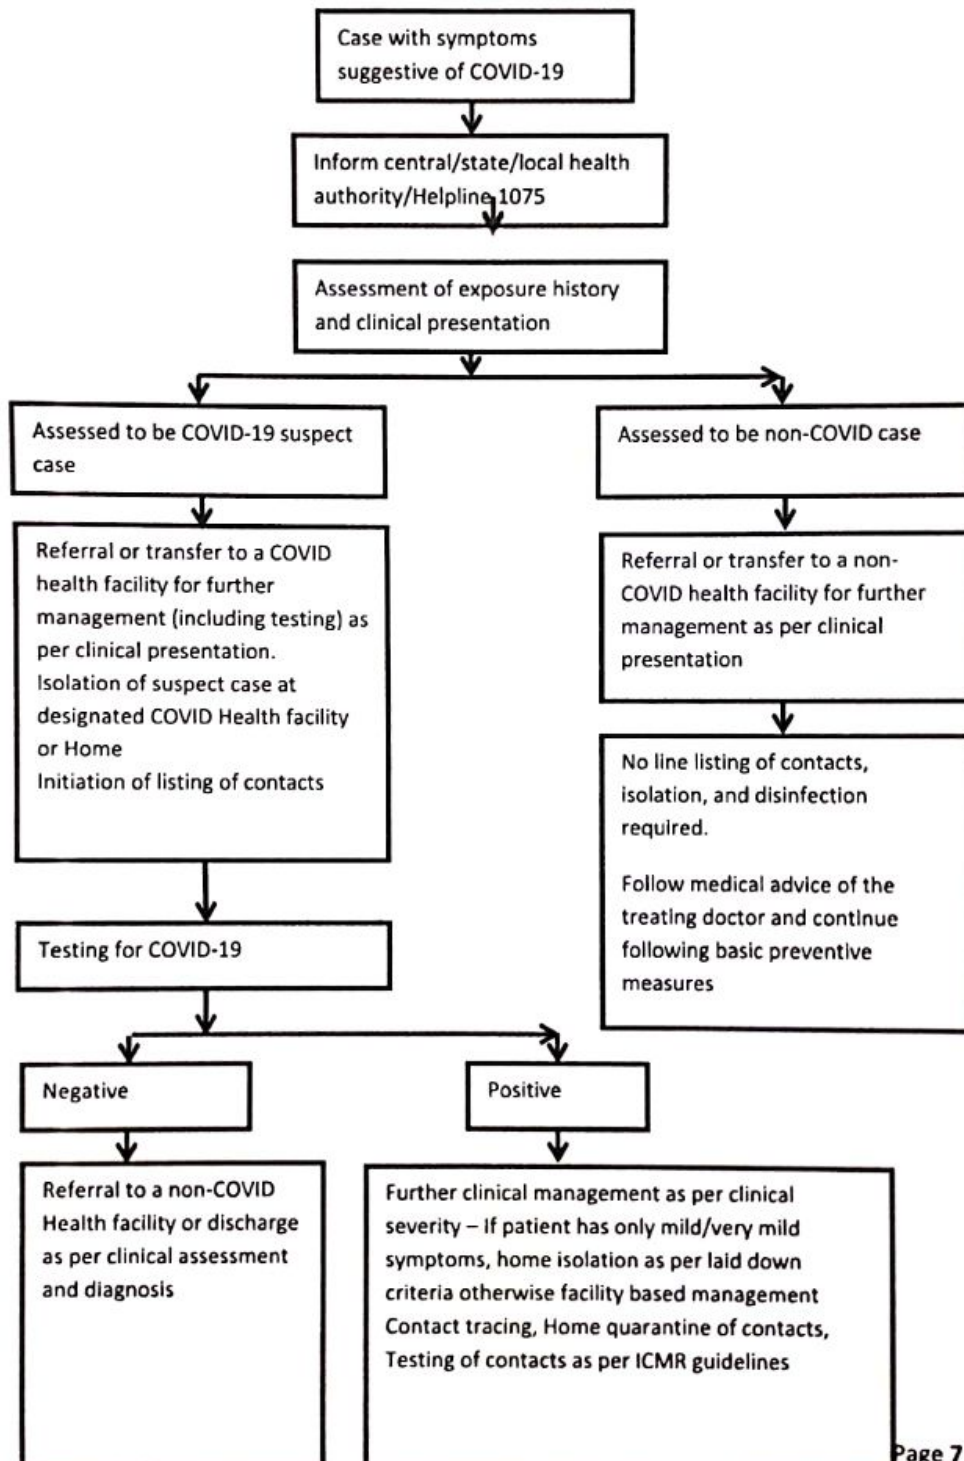 Case with symptoms
suggestive of COVID-19
Inform central/state/local health
authority/Helpline 1075
Assessment of exposure history
and clinical presentation
Assessed to be COVID-19 suspect
case
Assessed to be non-COVID case
Referral or transfer to a COVID
health facility for further
management (including testing) as
per clinical presentation.
Isolation of suspect case at
designated COVID Health facility
or Home
Initiation of listing of contacts
Referral or transfer to a non-
COVID health facility for further
management as per clinical
presentation
No line listing of contacts,
isolation, and disinfection
required.
Follow medical advice of the
treating doctor and continue
following basic preventive
measures
Testing for COVID-19
Negative
Positive
Referral to a non-COVID
Health facility or discharge
as per clinical assessment
and diagnosis
Further clinical management as per clinical
severity – If patient has only mild/very mild
symptoms, home isolation as per laid down
criteria otherwise facility based management
Contact tracing, Home quarantine of contacts,
Testing of contacts as per ICMR guidelines
Page 7